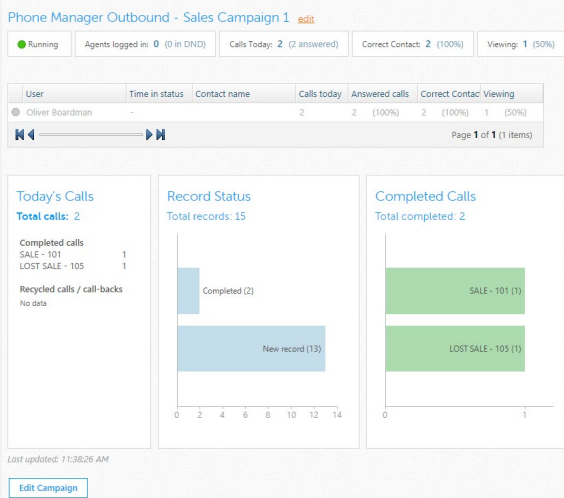 Phone Manager Outbound - Sales Campaign 1 edit
Running Agents logged in: 0 (0 in DND) Calls Today: 2 (2 answered) Correct Contact: 2 (100%) Viewing: 1 (50%)
User Time in status Contact name Calls today Answered calls Correct Contac Viewing
Oliver Boardman - 2 2 (100%) 2 (100%) 1 (50%)
Page 1 of 1 (1 items)
Today's Calls
Total calls: 2
Completed calls
SALE - 101 1
LOST SALE - 105 1
Recycled calls / call-backs
No data
Record Status
Total records: 15
Completed (2)
New record (13)
0 2 4 6 8 10 12 14
Completed Calls
Total completed: 2
SALE - 101 (1)
LOST SALE - 105 (1)
0 1
Last updated: 11:38:26 AM
Edit Campaign